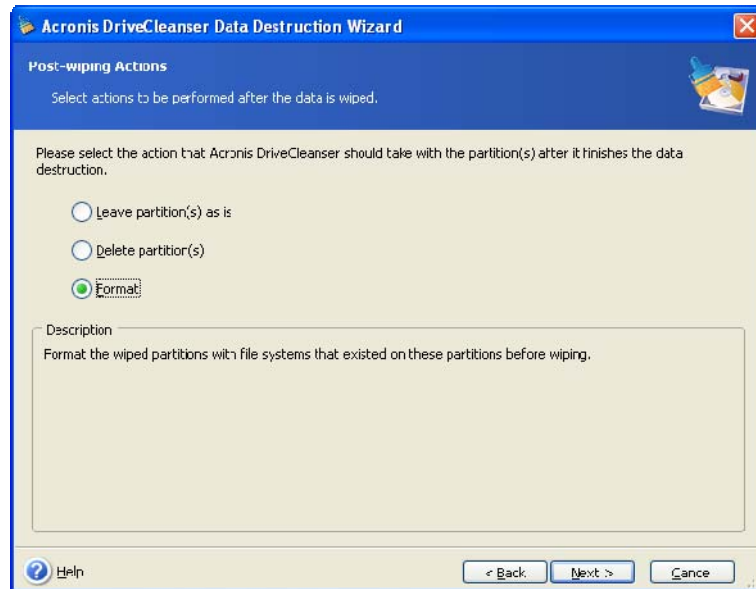 Acronis DriveCleanser Data Destruction Wizard
Post-wiping Actions
Select actions to be performed after the data is wiped.
Please select the action that Acronis DriveCleanser should take with the partition(s) after it finishes the data
destruction.
Leave partition(s) as is
Delete partition(s)
Format
Description
Format the wiped partitions with file systems that existed on these partitions before wiping.
Help
< Back
Next >
Cance